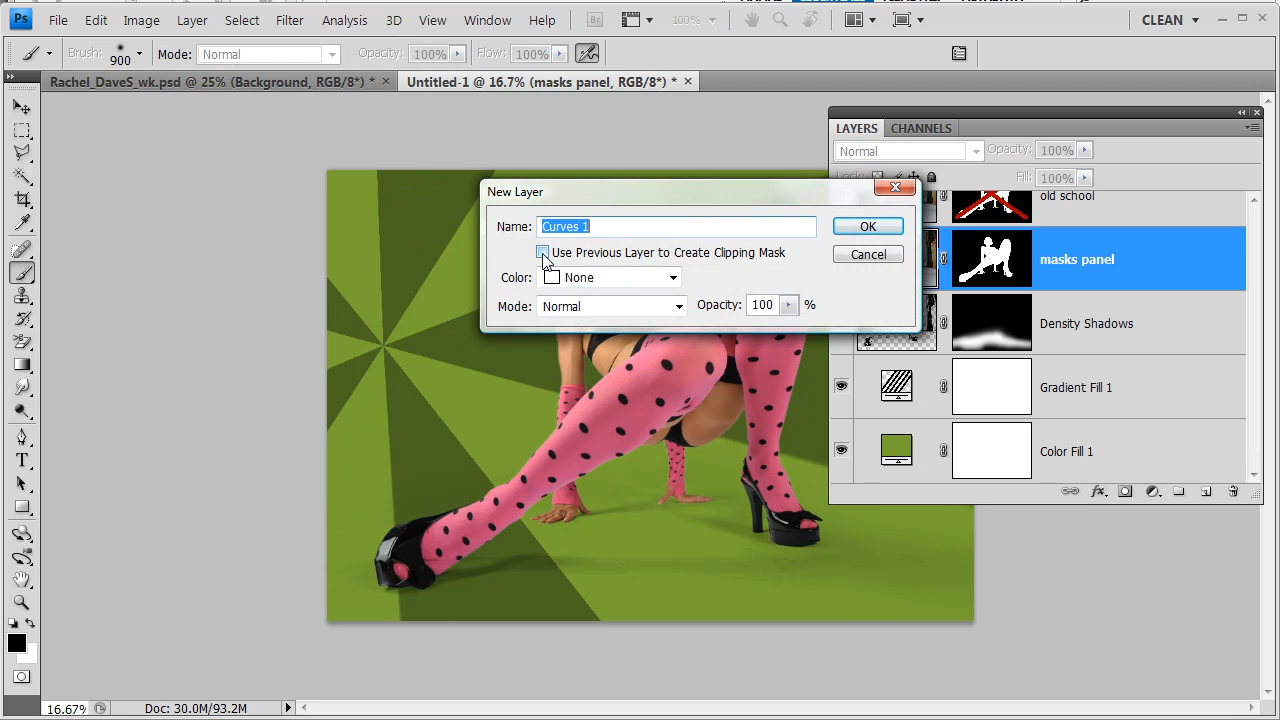 Ps File Edit Image Layer Select Filter Analysis 3D View Window Help Br 100% CLEAN
Brush: 900 Mode: Normal Opacity: 100% Flow: 100%
Rachel_DaveS_wk.psd @ 25% (Background, RGB/8*) * × Untitled-1 @ 16.7% (masks panel, RGB/8*) * ×
LAYERS CHANNELS
Normal Opacity: 100%
Lock: Fill: 100%
old school
masks panel
Density Shadows
Gradient Fill 1
Color Fill 1
fx
New Layer
Name: Curves 1 OK
Use Previous Layer to Create Clipping Mask Cancel
Color: None
Mode: Normal Opacity: 100 %
T
16.67% Doc: 30.0M/93.2M